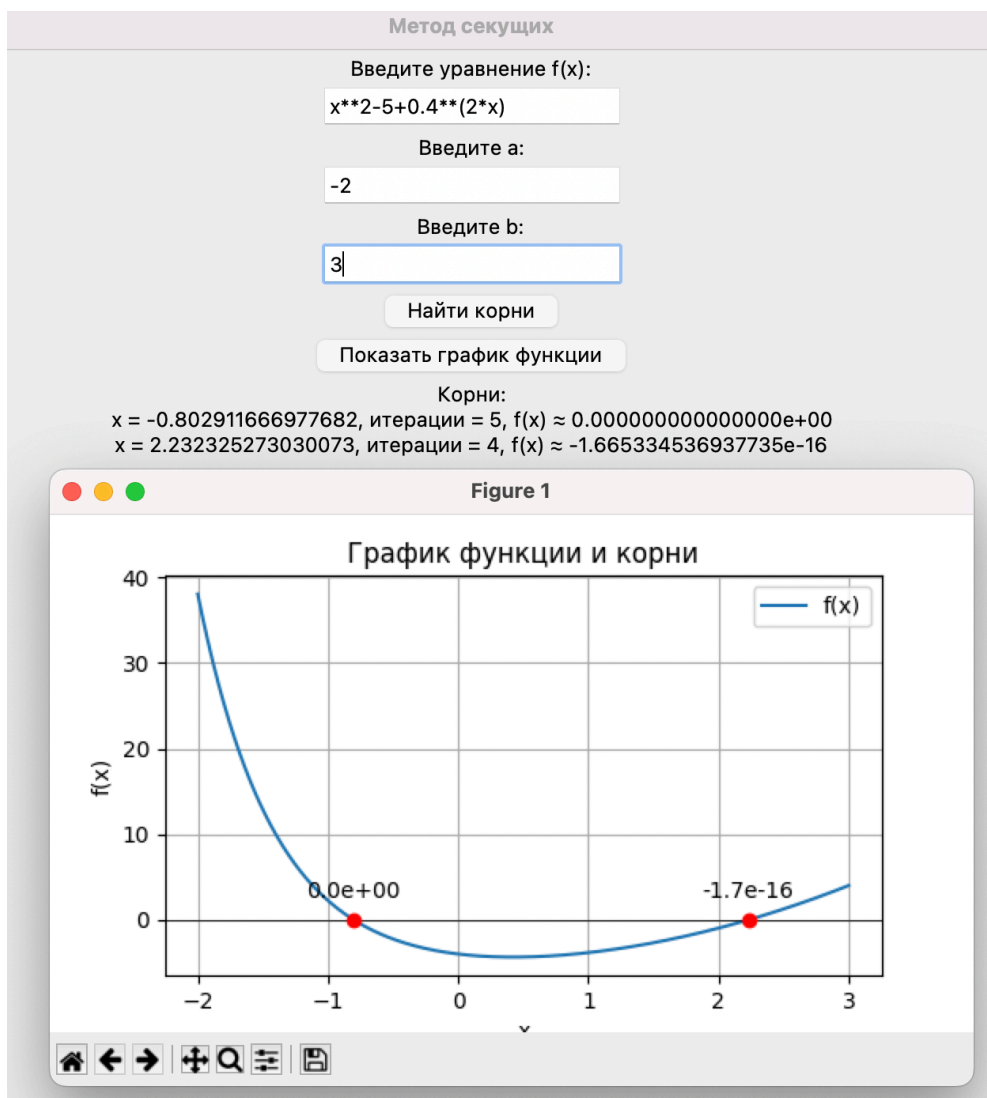 Метод секущих
Введите уравнение f(x):
x**2-5+0.4**(2*x)
Введите a:
-2
Введите b:
3
Найти корни
Показать график функции
Корни:
x = -0.802911666977682, итерации = 5, f(x) ≈ 0.000000000000000e+00
x = 2.232325273030073, итерации = 4, f(x) ≈ -1.665334536937735e-16
Figure 1
График функции и корни
f(x)
40
30
20
10
0
f(x)
0.0e+00
-1.7e-16
−2 −1 0 1 2 3
x